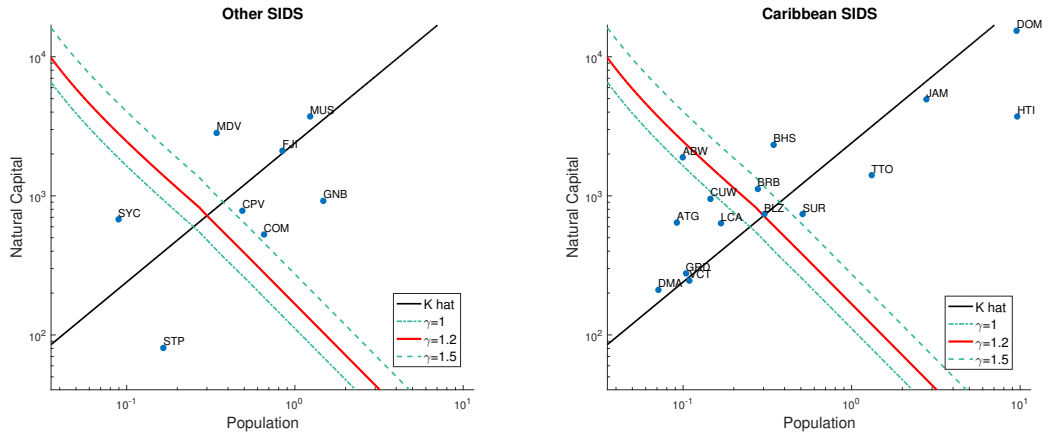 Other SIDS
Natural Capital
10^4
10^3
10^2
MUS
MDV
FJI
GNB
CPV
SYC
COM
STP
K hat
γ=1
γ=1.2
γ=1.5
10^-1
10^0
10^1
Population
Caribbean SIDS
Natural Capital
10^4
10^3
10^2
DOM
JAM
HTI
BHS
ABW
TTO
BRB
CUW
BLZ
SUR
ATG
LCA
GRD
VCT
DMA
K hat
γ=1
γ=1.2
γ=1.5
10^-1
10^0
10^1
Population